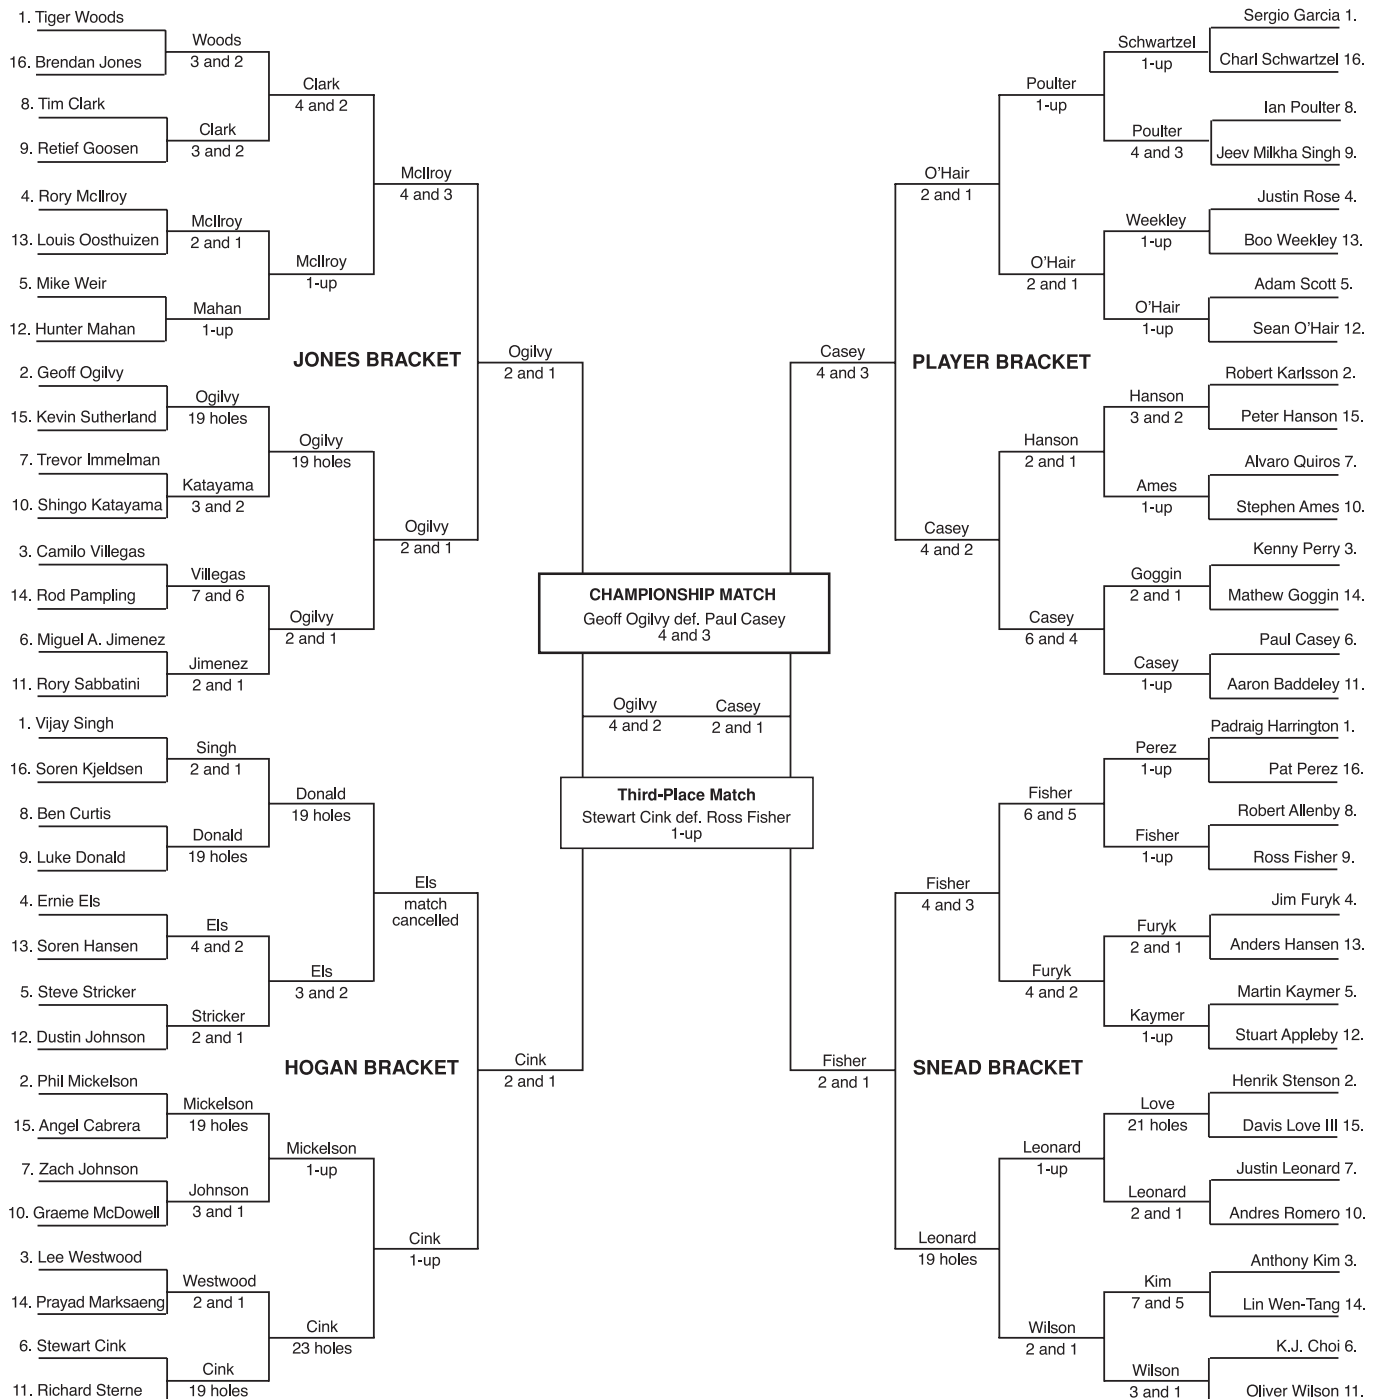 1. Tiger Woods
16. Brendan Jones
8. Tim Clark
9. Retief Goosen
4. Rory McIlroy
13. Louis Oosthuizen
5. Mike Weir
12. Hunter Mahan
2. Geoff Ogilvy
15. Kevin Sutherland
7. Trevor Immelman
10. Shingo Katayama
3. Camilo Villegas
14. Rod Pampling
6. Miguel A. Jimenez
11. Rory Sabbatini
Woods
3 and 2
Clark
3 and 2
McIlroy
2 and 1
Mahan
1-up
Ogilvy
19 holes
Katayama
3 and 2
Villegas
7 and 6
Jimenez
2 and 1
Clark
4 and 2
McIlroy
1-up
Ogilvy
19 holes
Ogilvy
2 and 1
McIlroy
4 and 3
Ogilvy
2 and 1
JONES BRACKET
Ogilvy
2 and 1
1. Vijay Singh
16. Soren Kjeldsen
8. Ben Curtis
9. Luke Donald
4. Ernie Els
13. Soren Hansen
5. Steve Stricker
12. Dustin Johnson
2. Phil Mickelson
15. Angel Cabrera
7. Zach Johnson
10. Graeme McDowell
3. Lee Westwood
14. Prayad Marksaeng
6. Stewart Cink
11. Richard Sterne
Singh
2 and 1
Donald
19 holes
Els
4 and 2
Stricker
2 and 1
Mickelson
19 holes
Johnson
3 and 1
Westwood
2 and 1
Cink
19 holes
Donald
19 holes
Els
3 and 2
Mickelson
1-up
Cink
23 holes
Els
match
cancelled
Cink
1-up
HOGAN BRACKET
Cink
2 and 1
CHAMPIONSHIP MATCH
Geoff Ogilvy def. Paul Casey
4 and 3
Ogilvy
4 and 2
Casey
2 and 1
Third-Place Match
Stewart Cink def. Ross Fisher
1-up
Sergio Garcia 1.
Charl Schwartzel 16.
Ian Poulter 8.
Jeev Milkha Singh 9.
Justin Rose 4.
Boo Weekley 13.
Adam Scott 5.
Sean O'Hair 12.
Robert Karlsson 2.
Peter Hanson 15.
Alvaro Quiros 7.
Stephen Ames 10.
Kenny Perry 3.
Mathew Goggin 14.
Paul Casey 6.
Aaron Baddeley 11.
Schwartzel
1-up
Poulter
4 and 3
Weekley
1-up
O'Hair
1-up
Hanson
3 and 2
Ames
1-up
Goggin
2 and 1
Casey
1-up
Poulter
1-up
O'Hair
2 and 1
Hanson
2 and 1
Casey
6 and 4
O'Hair
2 and 1
Casey
4 and 2
PLAYER BRACKET
Casey
4 and 3
Padraig Harrington 1.
Pat Perez 16.
Robert Allenby 8.
Ross Fisher 9.
Jim Furyk 4.
Anders Hansen 13.
Martin Kaymer 5.
Stuart Appleby 12.
Henrik Stenson 2.
Davis Love III 15.
Justin Leonard 7.
Andres Romero 10.
Anthony Kim 3.
Lin Wen-Tang 14.
K.J. Choi 6.
Oliver Wilson 11.
Perez
1-up
Fisher
1-up
Furyk
2 and 1
Kaymer
1-up
Love
21 holes
Leonard
2 and 1
Kim
7 and 5
Wilson
3 and 1
Fisher
6 and 5
Furyk
4 and 2
Leonard
1-up
Wilson
2 and 1
Fisher
4 and 3
Leonard
19 holes
SNEAD BRACKET
Fisher
2 and 1